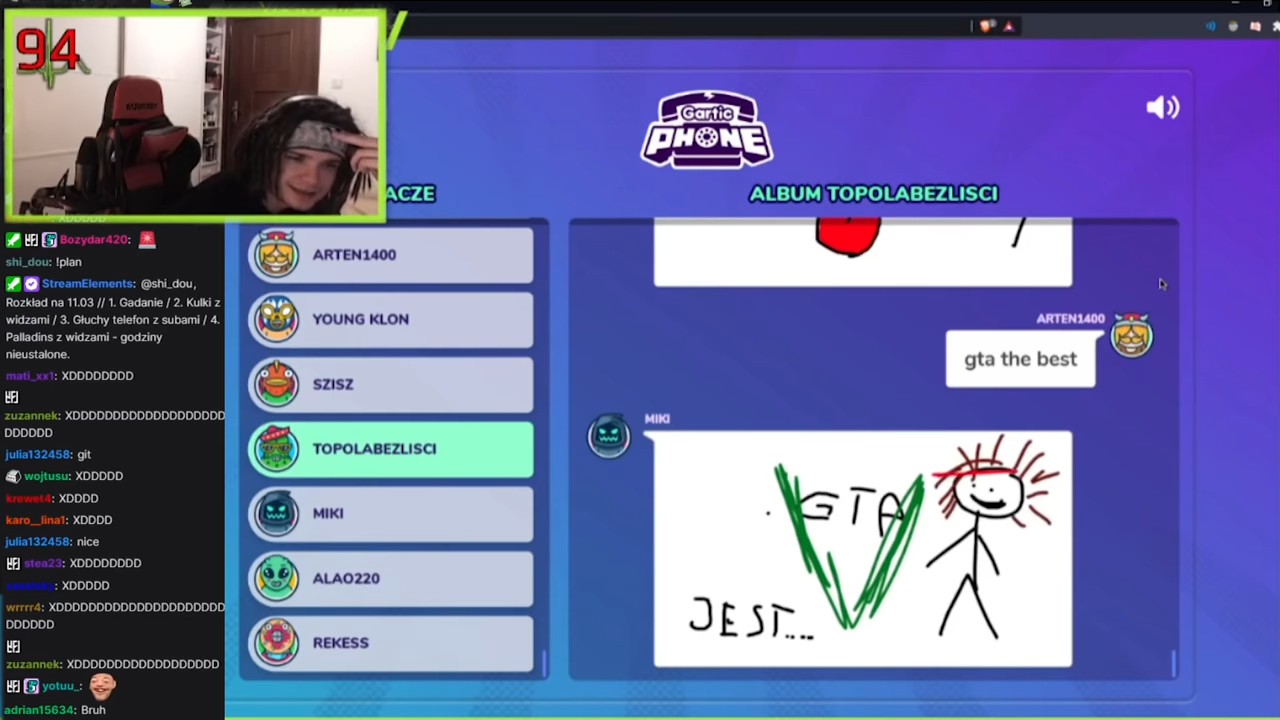 94
Gartic
PHONE
ACZE
ALBUM TOPOLABEZLISCI
XDDDDD
Bozydar420:
shi_dou: !plan
StreamElements: @shi_dou,
Rozkład na 11.03 // 1. Gadanie / 2. Kulki z
widzami / 3. Głuchy telefon z subami / 4.
Palladins z widzami - godziny
nieustalone.
mati_xx1: XDDDDDDDD
zuzannek: XDDDDDDDDDDDDDDDDDDD
DDDDDD
julia132458: git
wojtusu: XDDDDD
krewet4: XDDDD
karo__lina1: XDDDD
julia132458: nice
stea23: XDDDDDDDD
XDDDDD
wrrrr4: XDDDDDDDDDDDDDDDDDDDDD
DDDDDD
zuzannek: XDDDDDDDDDDDDDDDDDD
yotuu_:
adrian15634: Bruh
ARTEN1400
YOUNG KLON
SZISZ
TOPOLABEZLISCI
MIKI
ALAO220
REKESS
ARTEN1400
gta the best
MIKI
GTA
JEST....